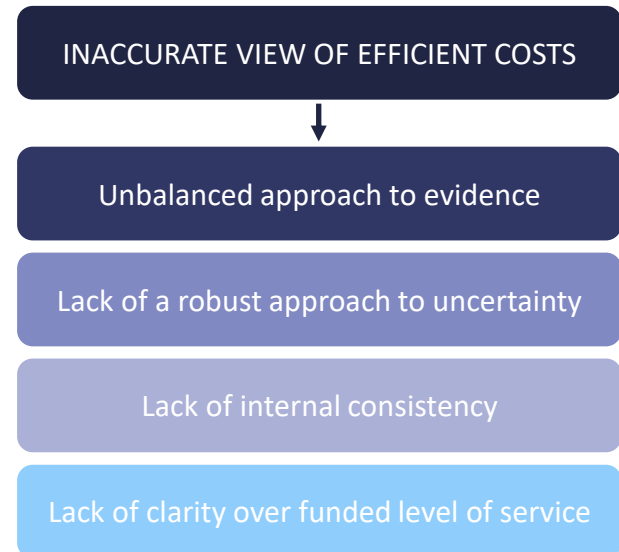 INACCURATE VIEW OF EFFICIENT COSTS
Unbalanced approach to evidence
Lack of a robust approach to uncertainty
Lack of internal consistency
Lack of clarity over funded level of service